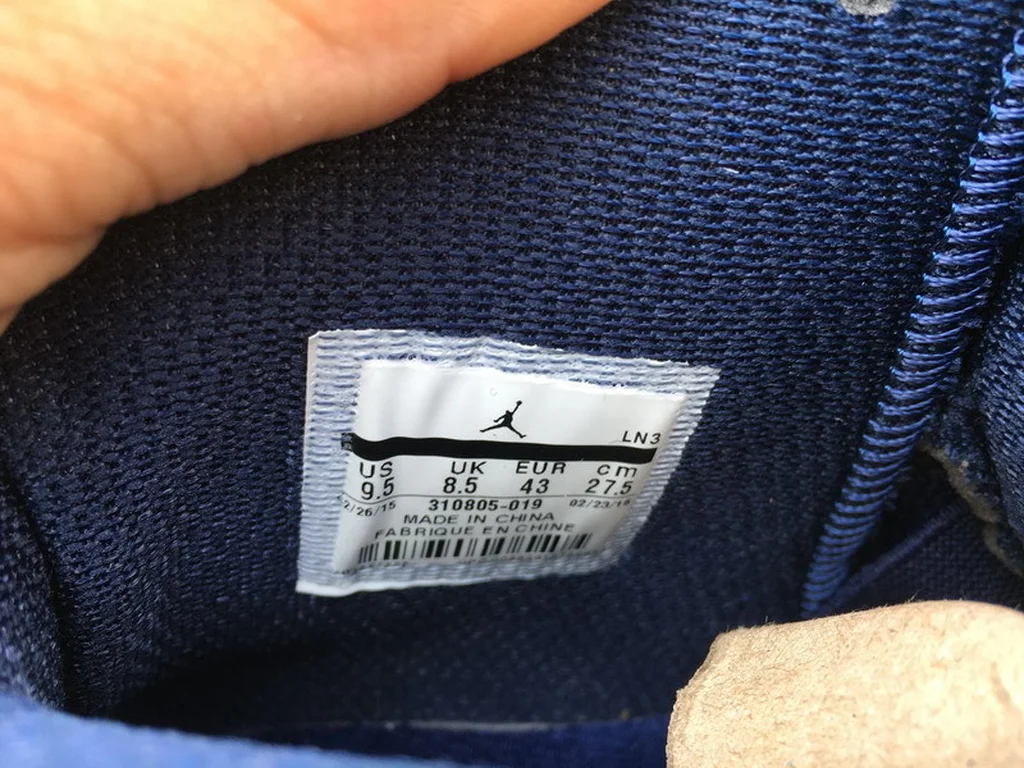 LN3
US UK EUR cm
9.5 8.5 43 27.5
310805-019
MADE IN CHINA
FABRIQUE EN CHINE